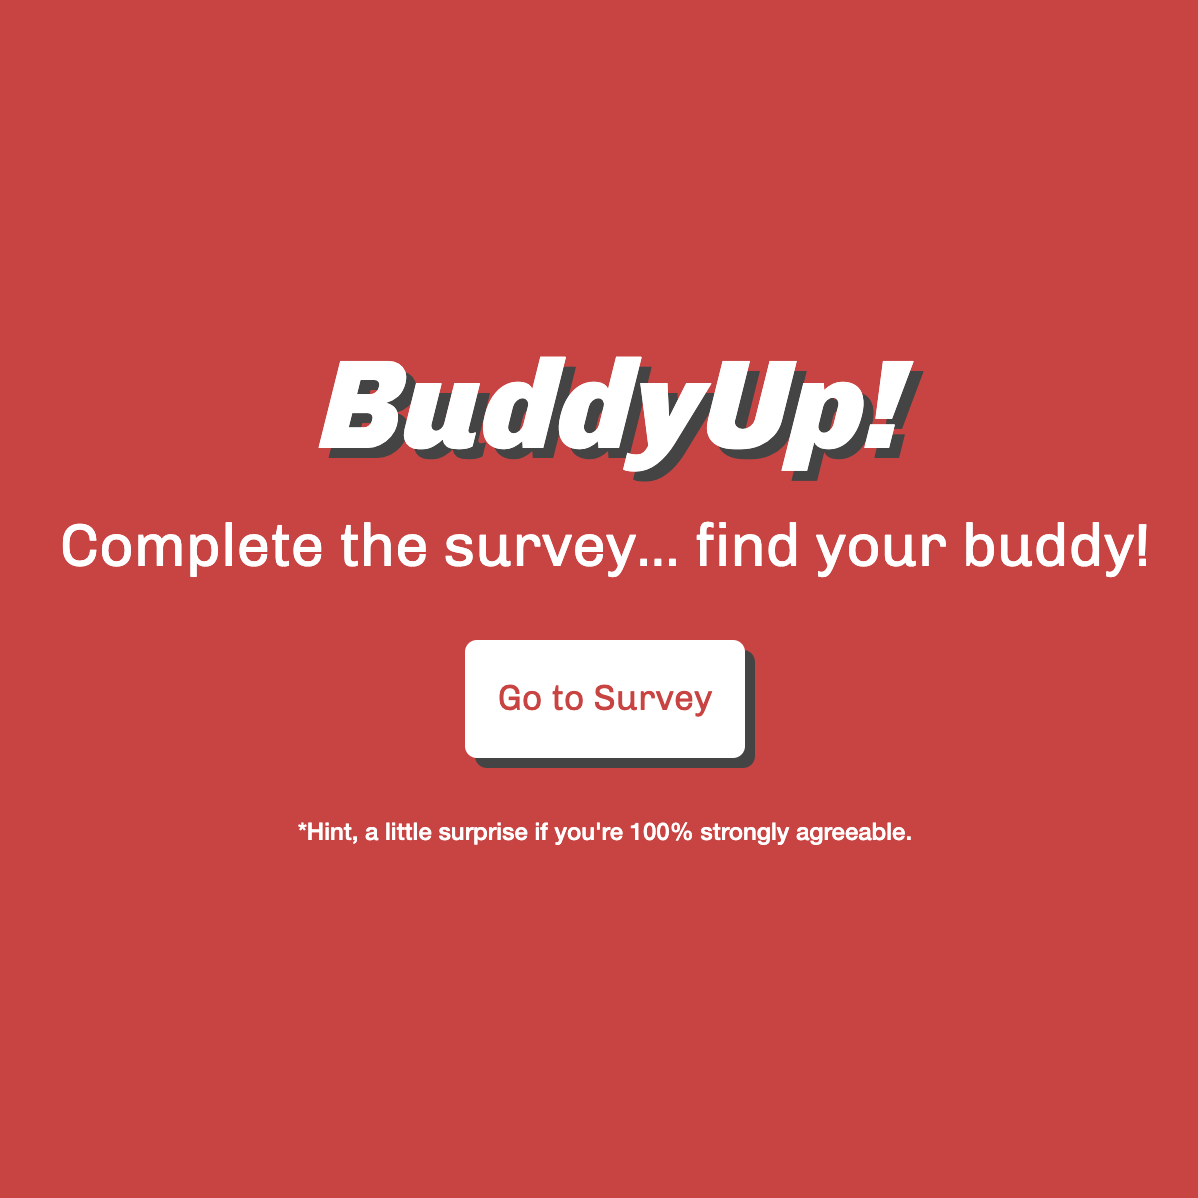 BuddyUp!
Complete the survey... find your buddy!
Go to Survey
*Hint, a little surprise if you're 100% strongly agreeable.